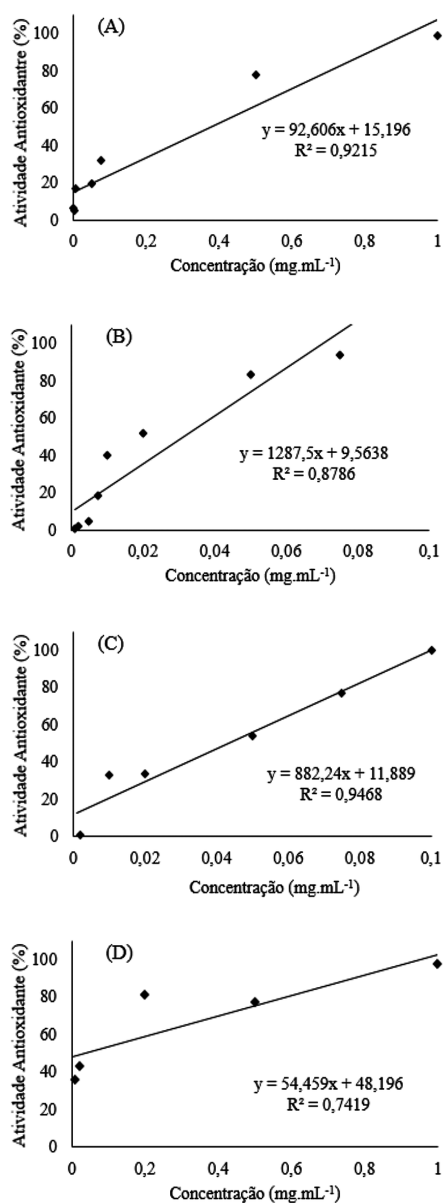 (A)
Atividade Antioxidantre (%)
100
80
60
40
20
0
y = 92,606x + 15,196
R² = 0,9215
0 0,2 0,4 0,6 0,8 1
Concentração (mg.mL⁻¹)
(B)
Atividade Antioxidante (%)
100
80
60
40
20
0
y = 1287,5x + 9,5638
R² = 0,8786
0 0,02 0,04 0,06 0,08 0,1
Concentração (mg.mL⁻¹)
(C)
Atividade Antioxidante (%)
100
80
60
40
20
0
y = 882,24x + 11,889
R² = 0,9468
0 0,02 0,04 0,06 0,08 0,1
Concentração (mg.mL⁻¹)
(D)
Atividade Antioxidante (%)
100
80
60
40
20
0
y = 54,459x + 48,196
R² = 0,7419
0 0,2 0,4 0,6 0,8 1
Concentração (mg.mL⁻¹)